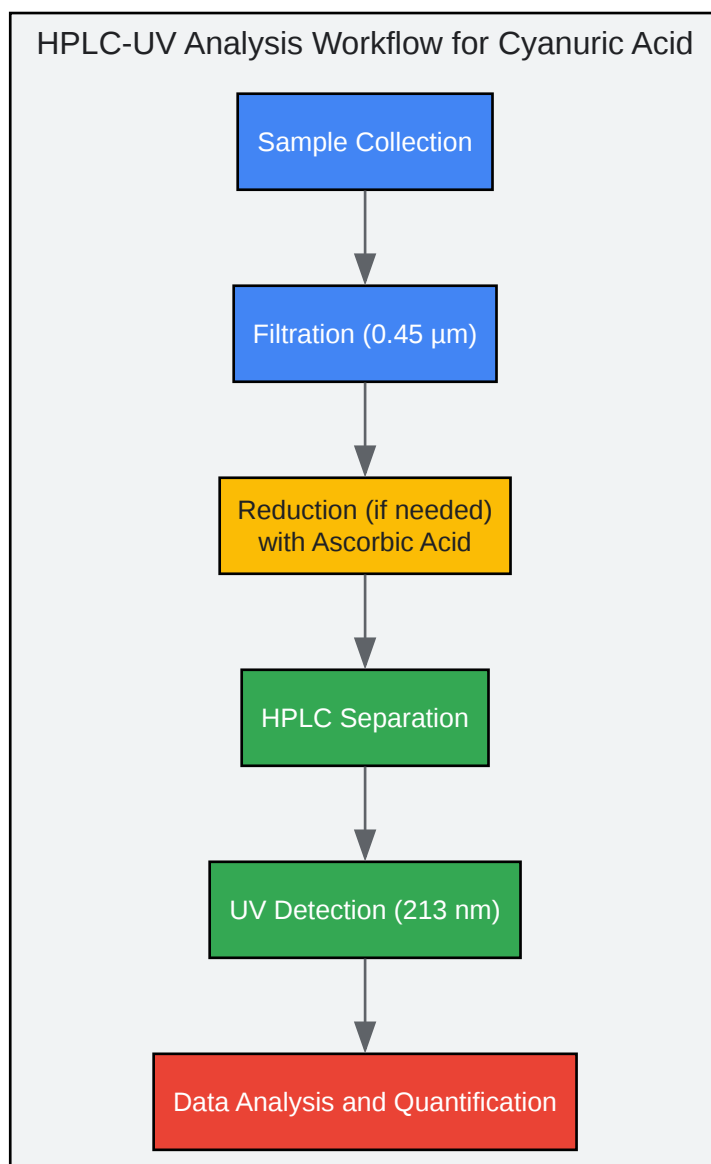 HPLC-UV Analysis Workflow for Cyanuric Acid
Sample Collection
Filtration (0.45 µm)
Reduction (if needed)
with Ascorbic Acid
HPLC Separation
UV Detection (213 nm)
Data Analysis and Quantification